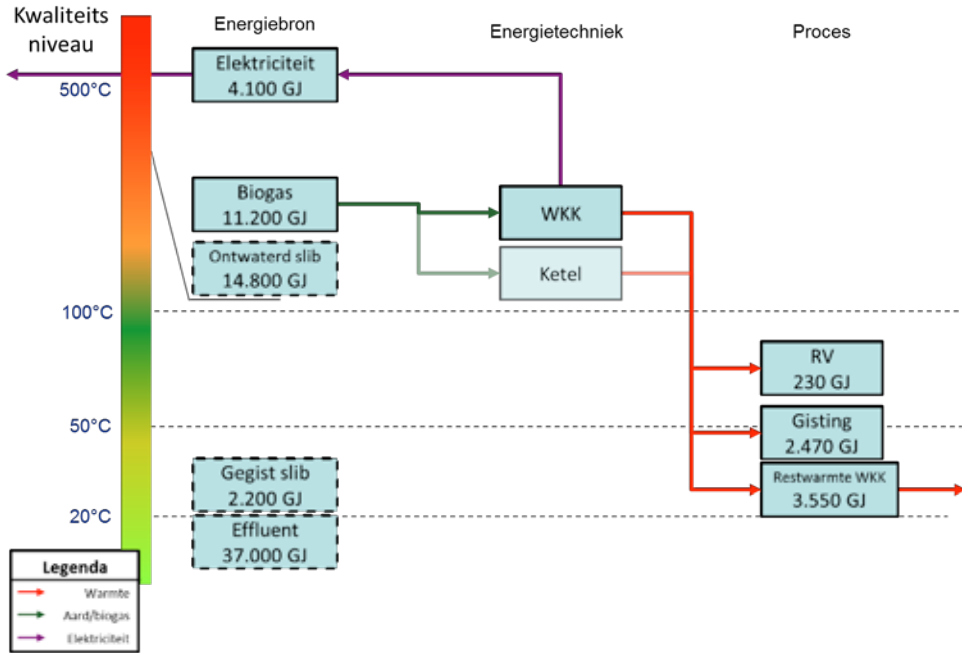 Kwaliteits
niveau
Energiebron
Energietechniek
Proces
Elektriciteit
4.100 GJ
500°C
Biogas
11.200 GJ
WKK
Ontwaterd slib
14.800 GJ
Ketel
100°C
RV
230 GJ
50°C
Gisting
2.470 GJ
Gegist slib
2.200 GJ
Restwarmte WKK
3.550 GJ
20°C
Effluent
37.000 GJ
Legenda
Warmte
Aard/biogas
Elektriciteit